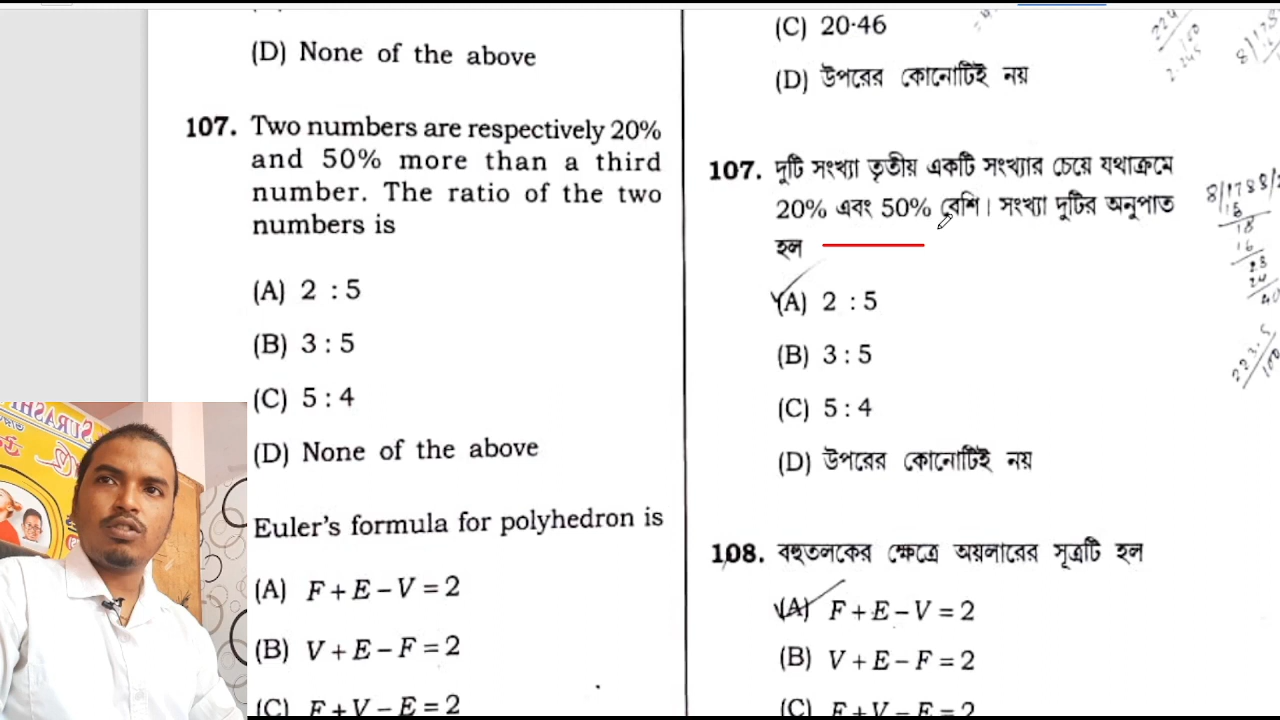 (D) None of the above
107. Two numbers are respectively 20%
and 50% more than a third
number. The ratio of the two
numbers is
(A) 2 : 5
(B) 3 : 5
(C) 5 : 4
(D) None of the above
Euler's formula for polyhedron is
(A) F + E – V = 2
(B) V + E – F = 2
(C) F + V – E = 2
(C) 20·46
(D) উপরের কোনোটিই নয়
107. দুটি সংখ্যা তৃতীয় একটি সংখ্যার চেয়ে যথাক্রমে
20% এবং 50% বেশি। সংখ্যা দুটির অনুপাত
হল
(A) 2 : 5
(B) 3 : 5
(C) 5 : 4
(D) উপরের কোনোটিই নয়
108. বহুতলকের ক্ষেত্রে অয়লারের সূত্রটি হল
(A) F + E – V = 2
(B) V + E – F = 2
(C) F + V – E = 2
SURASHI